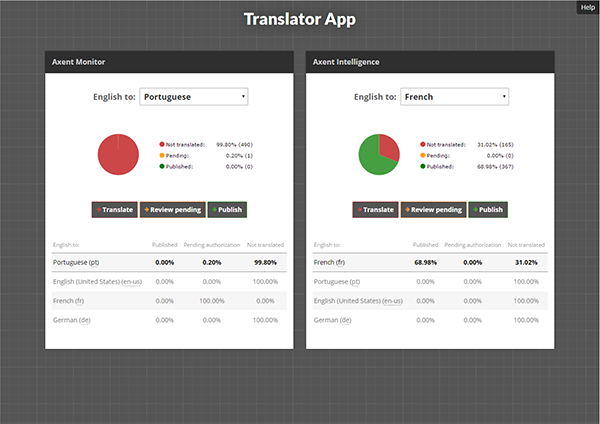 Help
Translator App
Axent Monitor
English to: Portuguese
Not translated: 99.80% (490)
Pending: 0.20% (1)
Published: 0.00% (0)
Translate Review pending Publish
English to: Published Pending authorization Not translated
Portuguese (pt) 0.00% 0.20% 99.80%
English (United States) (en-us) 0.00% 0.00% 100.00%
French (fr) 0.00% 100.00% 0.00%
German (de) 0.00% 0.00% 100.00%
Axent Intelligence
English to: French
Not translated: 31.02% (165)
Pending: 0.00% (0)
Published: 68.98% (367)
Translate Review pending Publish
English to: Published Pending authorization Not translated
French (fr) 68.98% 0.00% 31.02%
Portuguese (pt) 0.00% 0.00% 100.00%
English (United States) (en-us) 0.00% 0.00% 100.00%
German (de) 0.00% 0.00% 100.00%